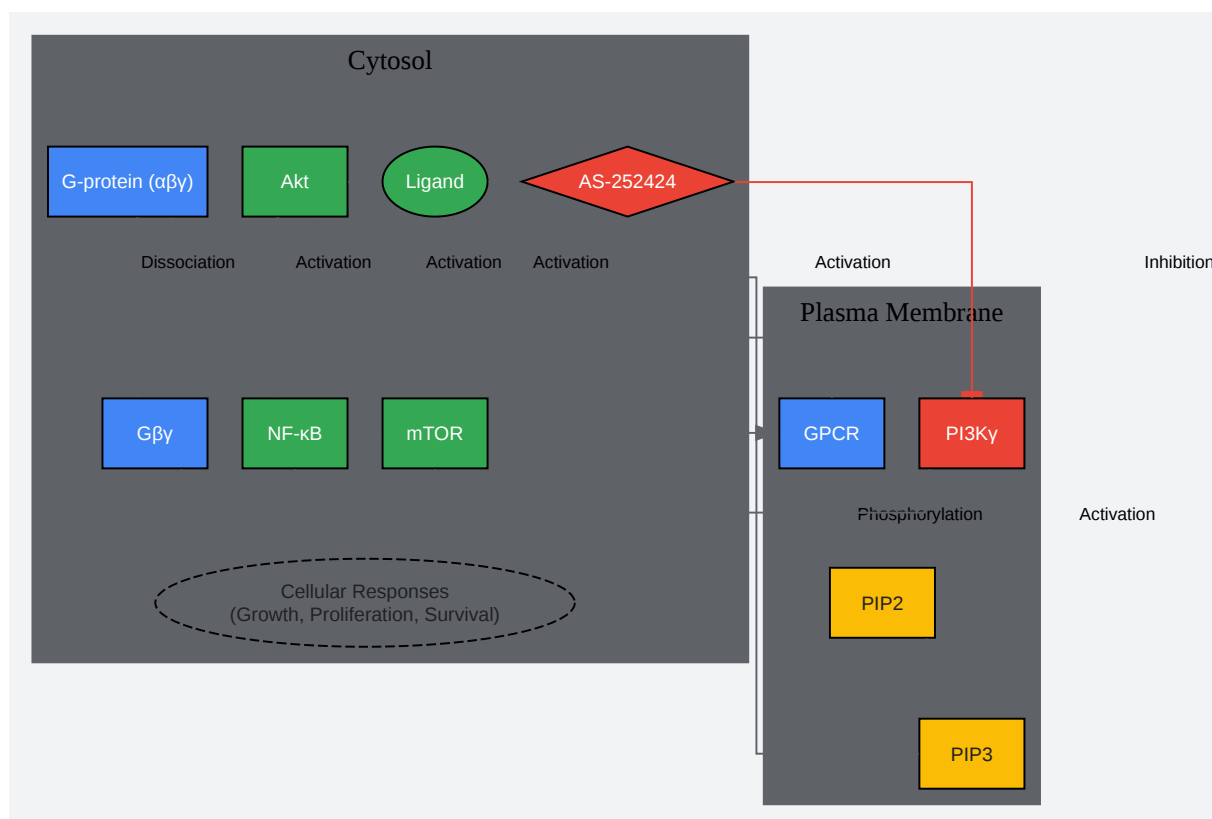 Cytosol
G-protein (αβγ)
Akt
Ligand
AS-252424
Dissociation
Activation
Activation
Activation
Activation
Inhibition
Plasma Membrane
Gβγ
NF-κB
mTOR
GPCR
PI3Kγ
Phosphorylation
Activation
Cellular Responses
(Growth, Proliferation, Survival)
PIP2
PIP3